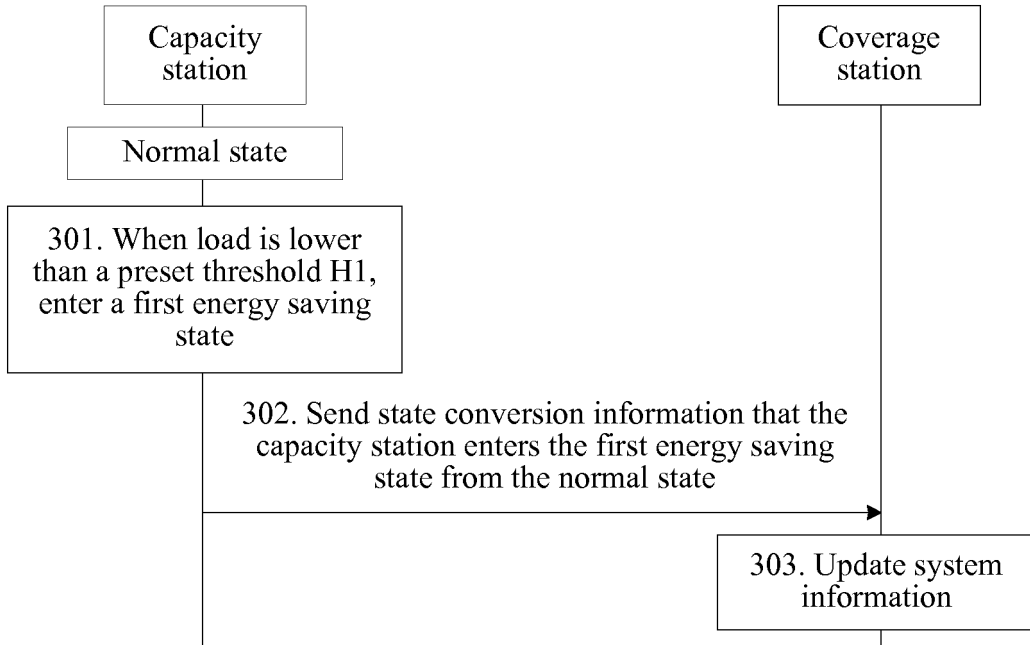 Capacity
station
Coverage
station
Normal state
301. When load is lower
than a preset threshold H1,
enter a first energy saving
state
302. Send state conversion information that the
capacity station enters the first energy saving
state from the normal state
303. Update system
information